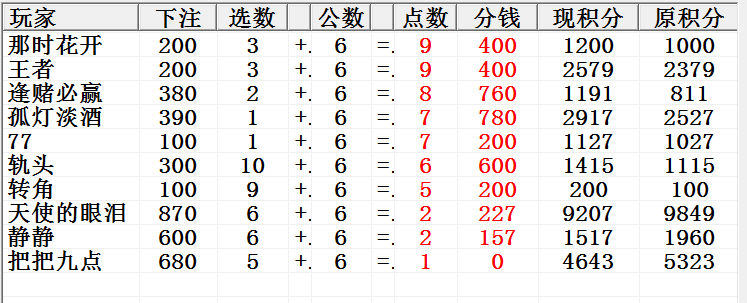 玩家 下注 选数 公数 点数 分钱 现积分 原积分
那时花开 200 3 +. 6 =. 9 400 1200 1000
王者 200 3 +. 6 =. 9 400 2579 2379
逢赌必赢 380 2 +. 6 =. 8 760 1191 811
孤灯淡酒 390 1 +. 6 =. 7 780 2917 2527
77 100 1 +. 6 =. 7 200 1127 1027
轨头 300 10 +. 6 =. 6 600 1415 1115
转角 100 9 +. 6 =. 5 200 200 100
天使的眼泪 870 6 +. 6 =. 2 227 9207 9849
静静 600 6 +. 6 =. 2 157 1517 1960
把把九点 680 5 +. 6 =. 1 0 4643 5323